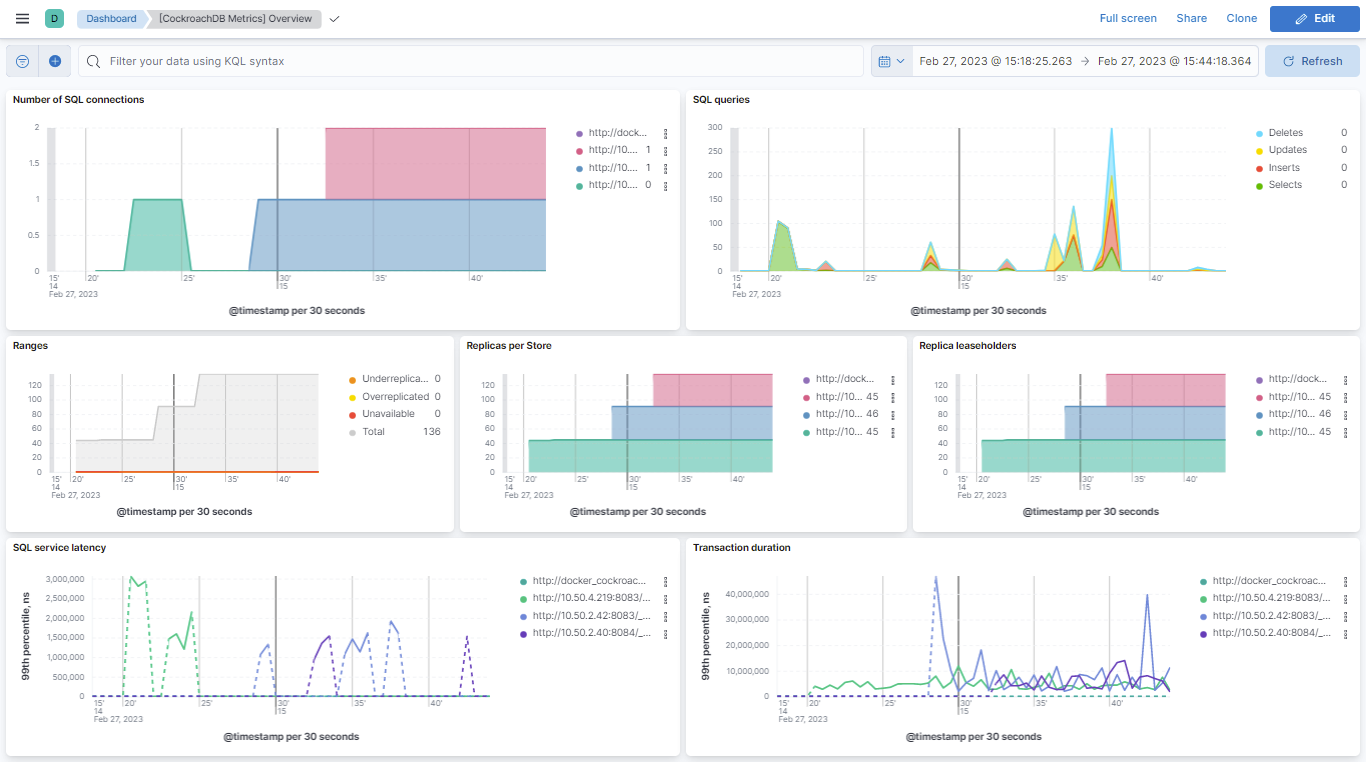 D Dashboard [CockroachDB Metrics] Overview Full screen Share Clone Edit
Filter your data using KQL syntax Feb 27, 2023 @ 15:18:25.263 → Feb 27, 2023 @ 15:44:18.364 Refresh
Number of SQL connections
2
1.5
1
0.5
0
15' 20' 25' 30' 35' 40'
14 15
Feb 27, 2023
@timestamp per 30 seconds
http://dock...
http://10.... 1
http://10.... 1
http://10.... 0
SQL queries
300
250
200
150
100
50
0
15' 20' 25' 30' 35' 40'
14 15
Feb 27, 2023
@timestamp per 30 seconds
Deletes 0
Updates 0
Inserts 0
Selects 0
Ranges
120
100
80
60
40
20
0
15' 20' 25' 30' 35' 40'
14 15
Feb 27, 2023
@timestamp per 30 seconds
Underreplica... 0
Overreplicated 0
Unavailable 0
Total 136
Replicas per Store
120
100
80
60
40
20
0
15' 20' 25' 30' 35' 40'
14 15
Feb 27, 2023
@timestamp per 30 seconds
http://dock...
http://10... 45
http://10... 46
http://10... 45
Replica leaseholders
120
100
80
60
40
20
0
15' 20' 25' 30' 35' 40'
14 15
Feb 27, 2023
@timestamp per 30 seconds
http://dock...
http://10... 45
http://10... 46
http://10... 45
SQL service latency
99th percentile, ns
3,000,000
2,500,000
2,000,000
1,500,000
1,000,000
500,000
0
15' 20' 25' 30' 35' 40'
14 15
Feb 27, 2023
@timestamp per 30 seconds
http://docker_cockroac...
http://10.50.4.219:8083/...
http://10.50.2.42:8083/_...
http://10.50.2.40:8084/_...
Transaction duration
99th percentile, ns
40,000,000
30,000,000
20,000,000
10,000,000
0
15' 20' 25' 30' 35' 40'
14 15
Feb 27, 2023
@timestamp per 30 seconds
http://docker_cockroac...
http://10.50.4.219:8083/...
http://10.50.2.42:8083/_...
http://10.50.2.40:8084/_...